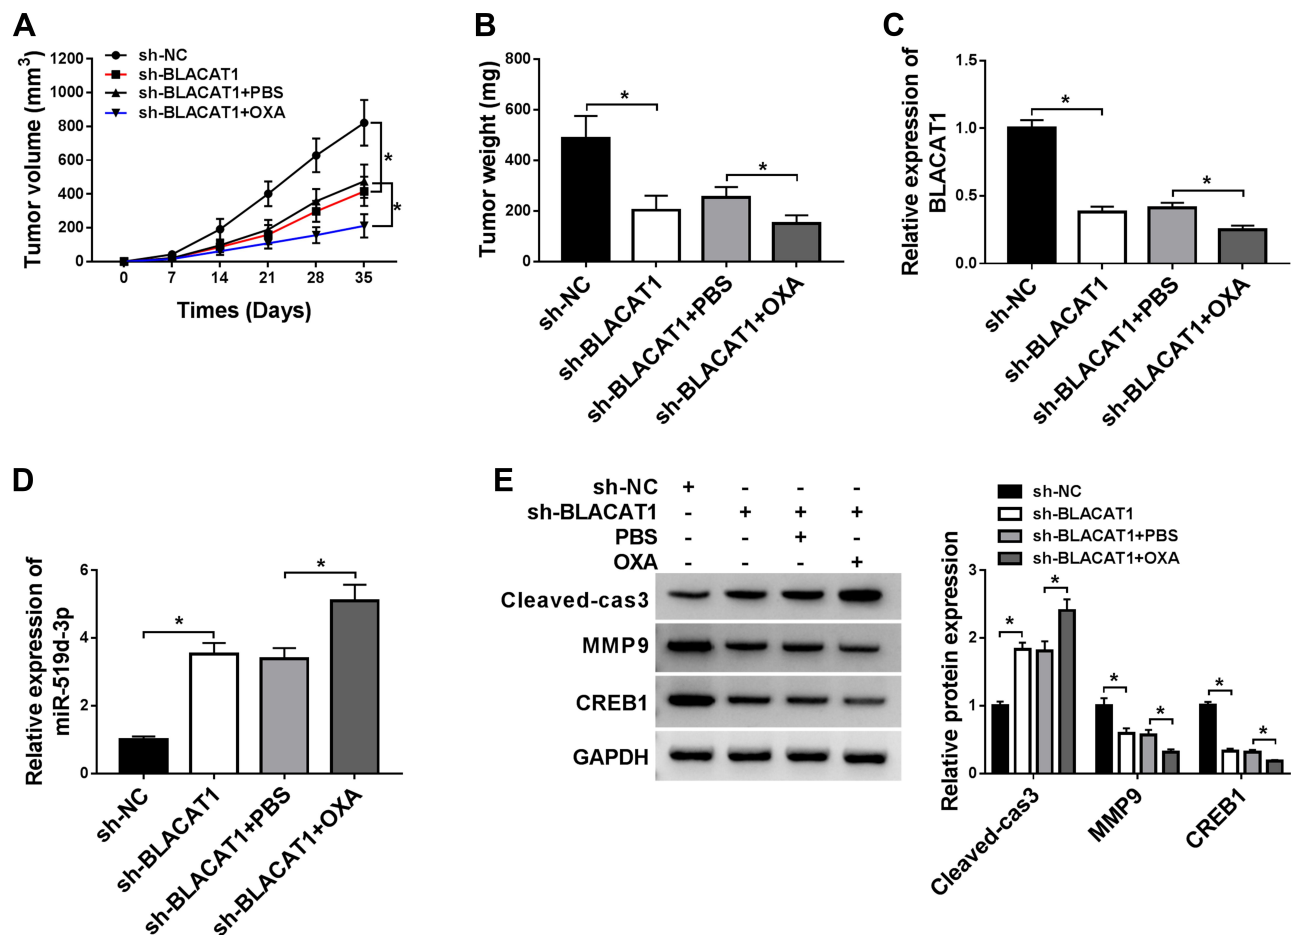 A
sh-NC
sh-BLACAT1
sh-BLACAT1+PBS
sh-BLACAT1+OXA
Tumor volume (mm³)
1200
1000
800
600
400
200
0
0 7 14 21 28 35
Times (Days)
*
*
B
Tumor weight (mg)
800
600
400
200
0
*
*
sh-NC
sh-BLACAT1
sh-BLACAT1+PBS
sh-BLACAT1+OXA
C
Relative expression of
BLACAT1
1.5
1.0
0.5
0.0
*
*
sh-NC
sh-BLACAT1
sh-BLACAT1+PBS
sh-BLACAT1+OXA
D
Relative expression of
miR-519d-3p
6
4
2
0
*
*
sh-NC
sh-BLACAT1
sh-BLACAT1+PBS
sh-BLACAT1+OXA
E
sh-NC + - - -
sh-BLACAT1 - + + +
PBS - - + -
OXA - - - +
Cleaved-cas3
MMP9
CREB1
GAPDH
sh-NC
sh-BLACAT1
sh-BLACAT1+PBS
sh-BLACAT1+OXA
Relative protein expression
3
2
1
0
*
*
*
*
*
*
Cleaved-cas3
MMP9
CREB1